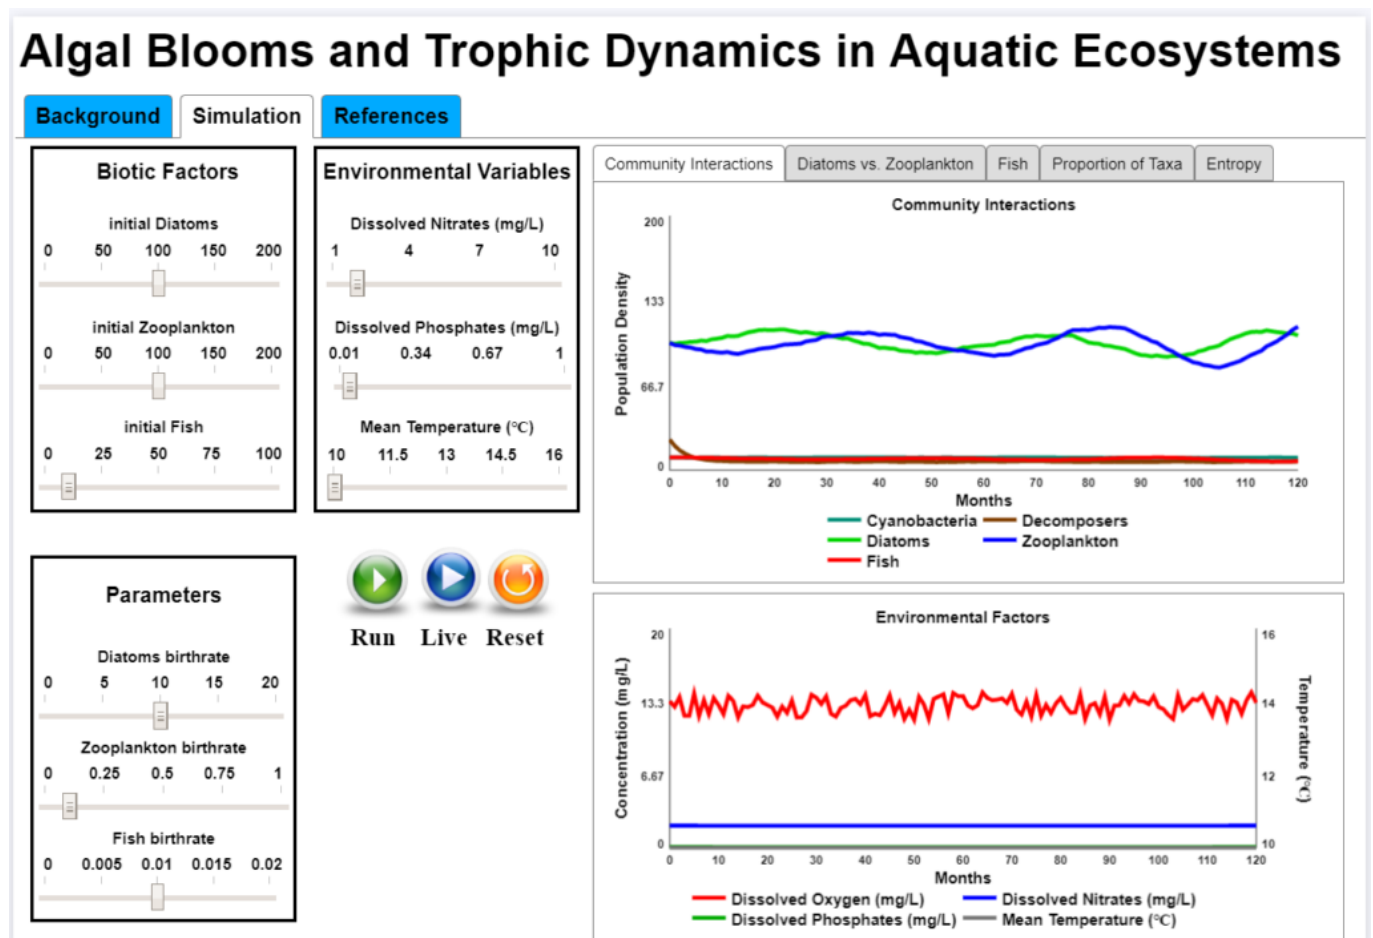 Algal Blooms and Trophic Dynamics in Aquatic Ecosystems
Background Simulation References
Biotic Factors
initial Diatoms
0 50 100 150 200
initial Zooplankton
0 50 100 150 200
initial Fish
0 25 50 75 100
Environmental Variables
Dissolved Nitrates (mg/L)
1 4 7 10
Dissolved Phosphates (mg/L)
0.01 0.34 0.67 1
Mean Temperature (°C)
10 11.5 13 14.5 16
Parameters
Diatoms birthrate
0 5 10 15 20
Zooplankton birthrate
0 0.25 0.5 0.75 1
Fish birthrate
0 0.005 0.01 0.015 0.02
Run Live Reset
Community Interactions Diatoms vs. Zooplankton Fish Proportion of Taxa Entropy
Community Interactions
Population Density
200
133
66.7
0
0 10 20 30 40 50 60 70 80 90 100 110 120
Months
Cyanobacteria Decomposers
Diatoms Zooplankton
Fish
Environmental Factors
Concentration (mg/L)
20
13.3
6.67
0
16
14
12
10
Temperature (°C)
0 10 20 30 40 50 60 70 80 90 100 110 120
Months
Dissolved Oxygen (mg/L) Dissolved Nitrates (mg/L)
Dissolved Phosphates (mg/L) Mean Temperature (°C)